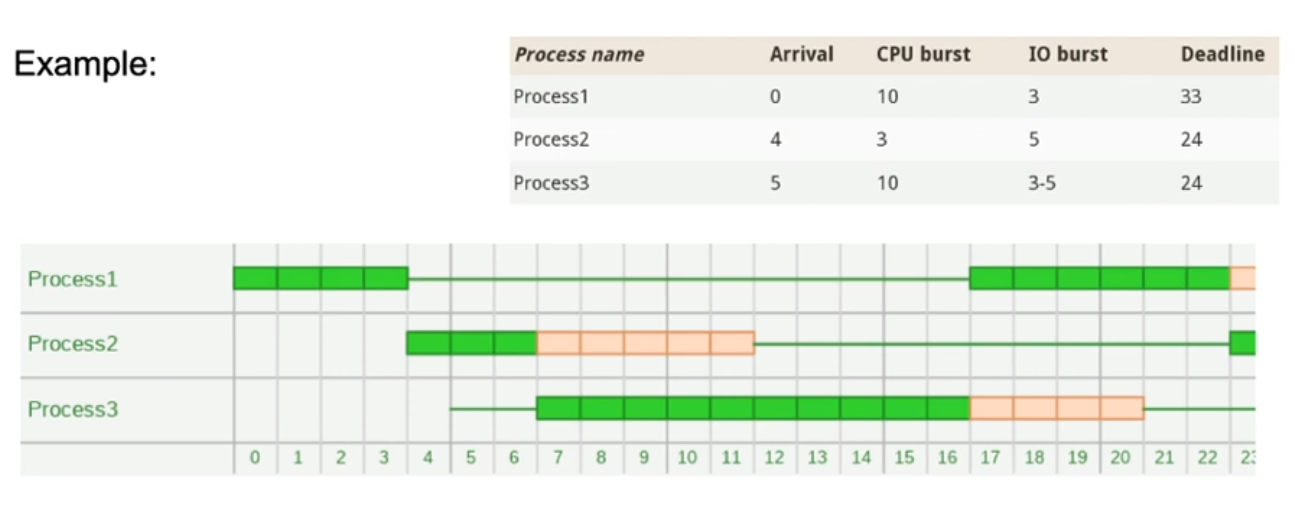 Example:
Process name Arrival CPU burst IO burst Deadline
Process1 0 10 3 33
Process2 4 3 5 24
Process3 5 10 3-5 24
Process1
Process2
Process3
0 1 2 3 4 5 6 7 8 9 10 11 12 13 14 15 16 17 18 19 20 21 22 23